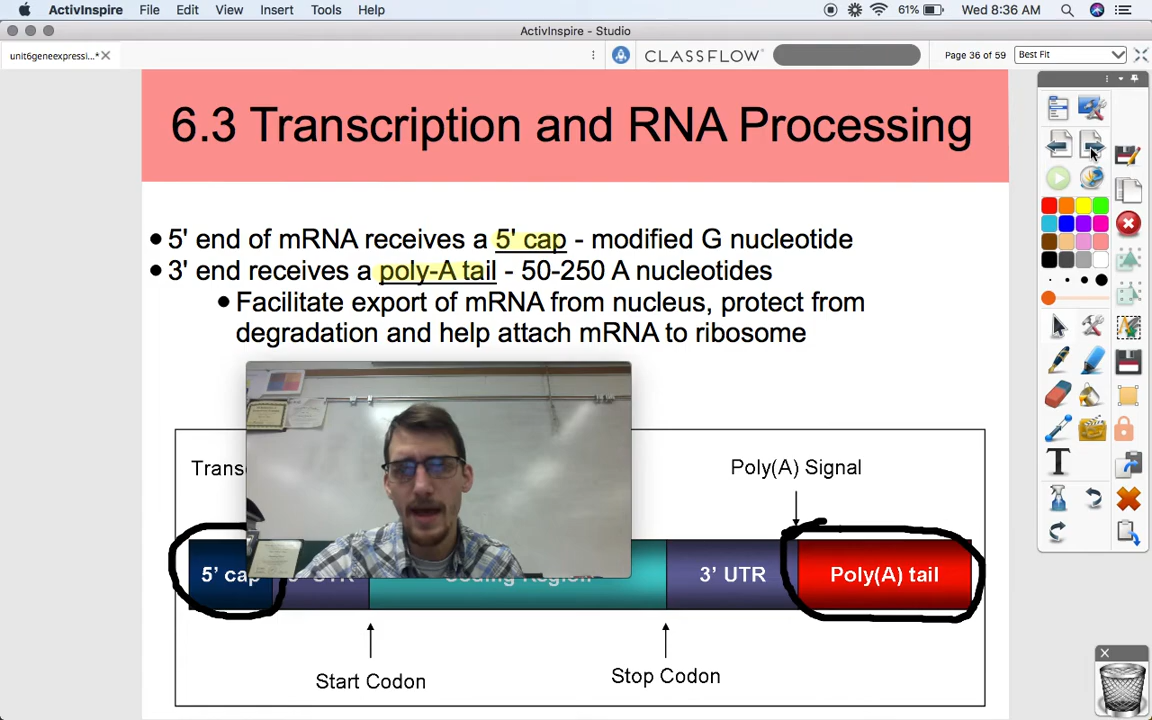 ActivInspire File Edit View Insert Tools Help 61% Wed 8:36 AM
ActivInspire - Studio
unit6geneexpressi...* CLASSFLOW Page 36 of 59 Best Fit
6.3 Transcription and RNA Processing
• 5' end of mRNA receives a 5' cap - modified G nucleotide
• 3' end receives a poly-A tail - 50-250 A nucleotides
• Facilitate export of mRNA from nucleus, protect from
degradation and help attach mRNA to ribosome
Poly(A) Signal
5' cap Coding Region 3' UTR Poly(A) tail
Start Codon Stop Codon